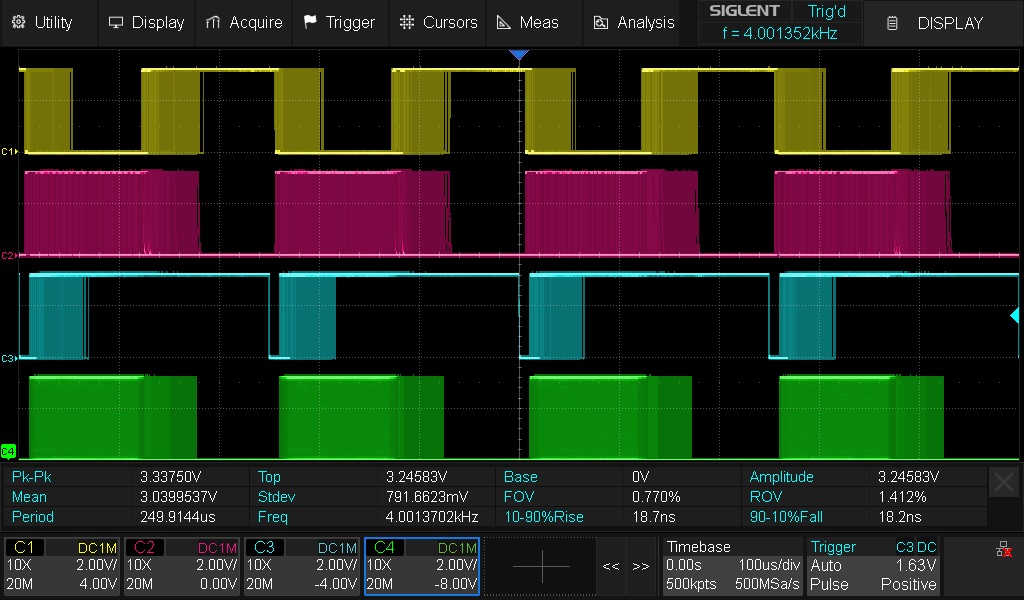 Utility Display Acquire Trigger Cursors Meas Analysis SIGLENT Trig'd DISPLAY
f = 4.001352kHz
C1
C2
C3
C4
Pk-Pk 3.33750V Top 3.24583V Base 0V Amplitude 3.24583V
Mean 3.0399537V Stdev 791.6623mV FOV 0.770% ROV 1.412%
Period 249.9144us Freq 4.0013702kHz 10-90%Rise 18.7ns 90-10%Fall 18.2ns
C1 DC1M C2 DC1M C3 DC1M C4 DC1M Timebase Trigger C3 DC
10X 2.00V/ 10X 2.00V/ 10X 2.00V/ 10X 2.00V/ << >> 0.00s 100us/div Auto 1.63V
20M 4.00V 20M 0.00V 20M -4.00V 20M -8.00V 500kpts 500MSa/s Pulse Positive